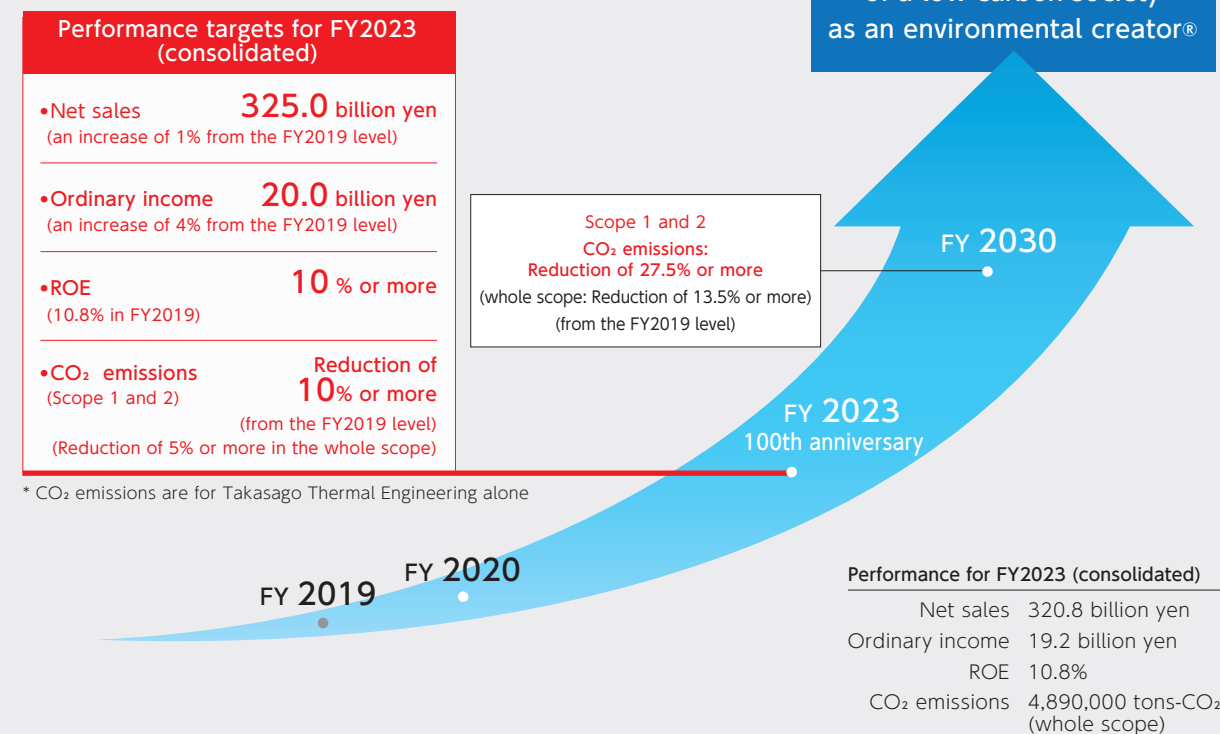 of a low-carbon society
as an environmental creator®
Performance targets for FY2023
(consolidated)
•Net sales 325.0 billion yen
(an increase of 1% from the FY2019 level)
•Ordinary income 20.0 billion yen
(an increase of 4% from the FY2019 level)
•ROE 10 % or more
(10.8% in FY2019)
•CO₂ emissions Reduction of
(Scope 1 and 2) 10% or more
(from the FY2019 level)
(Reduction of 5% or more in the whole scope)
* CO₂ emissions are for Takasago Thermal Engineering alone
Scope 1 and 2
CO₂ emissions:
Reduction of 27.5% or more
(whole scope: Reduction of 13.5% or more)
(from the FY2019 level)
FY 2030
FY 2023
100th anniversary
FY 2020
FY 2019
Performance for FY2023 (consolidated)
Net sales 320.8 billion yen
Ordinary income 19.2 billion yen
ROE 10.8%
CO₂ emissions 4,890,000 tons-CO₂
(whole scope)